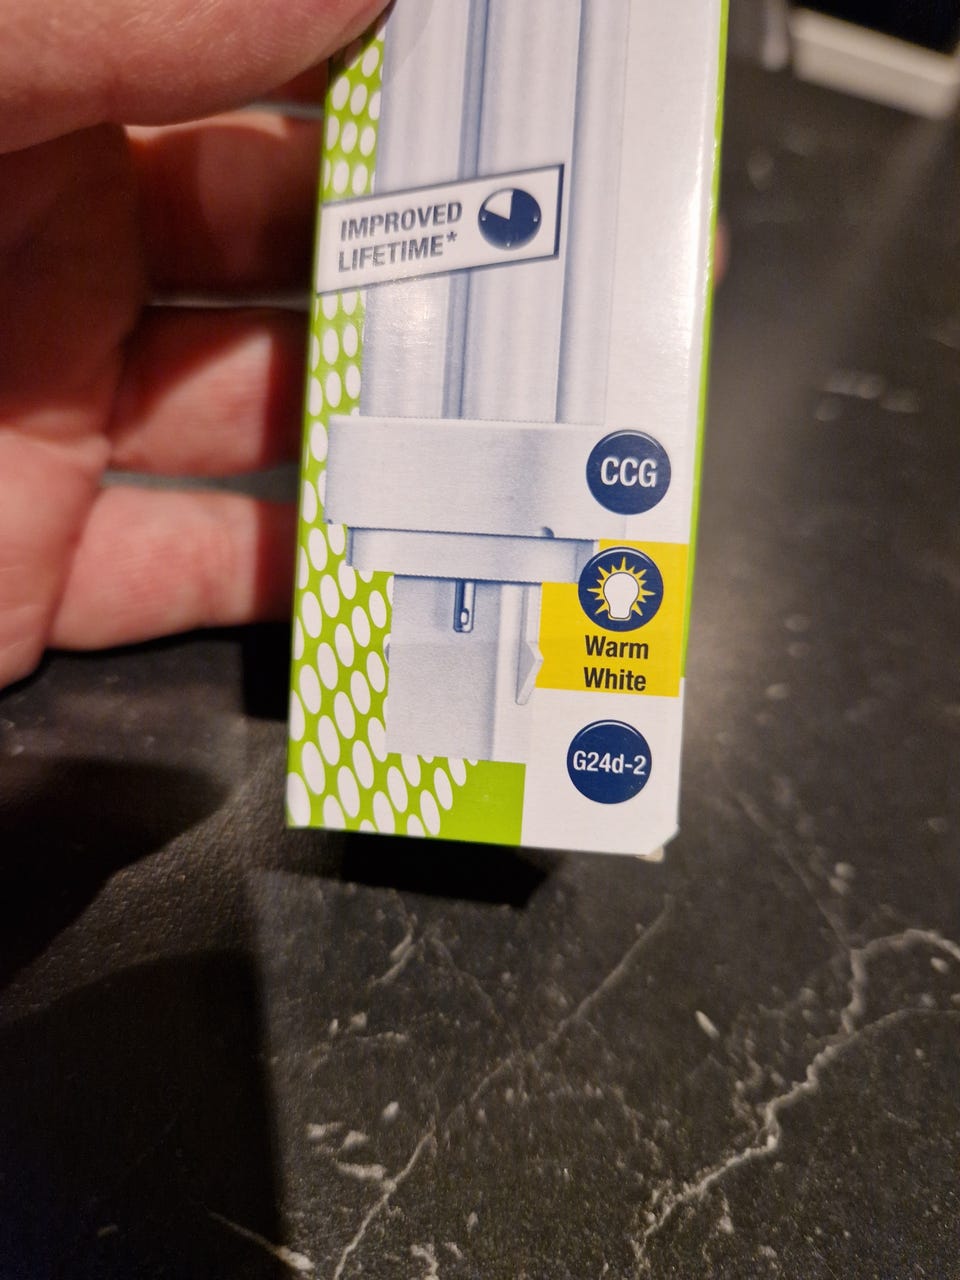 IMPROVED
LIFETIME*
CCG
Warm
White
G24d-2